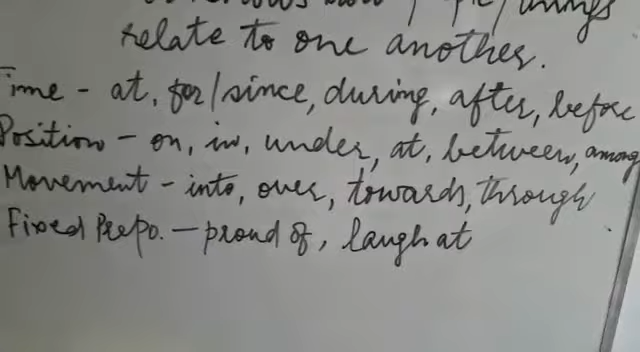 relate to one another.
Time - at, for/since, during, after, before
Position - on, in, under, at, between, among
Movement - into, over, towards, through
Fixed Prepo. - proud of, laugh at